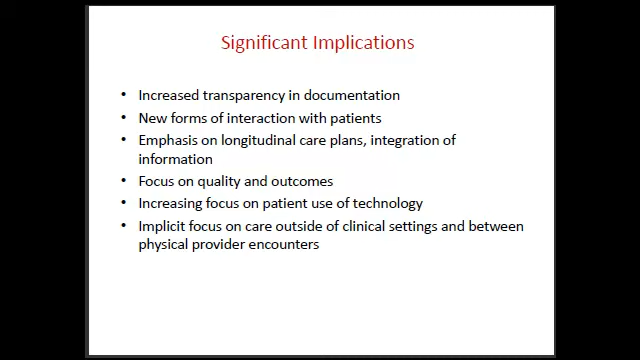 Significant Implications
• Increased transparency in documentation
• New forms of interaction with patients
• Emphasis on longitudinal care plans, integration of
information
• Focus on quality and outcomes
• Increasing focus on patient use of technology
• Implicit focus on care outside of clinical settings and between
physical provider encounters